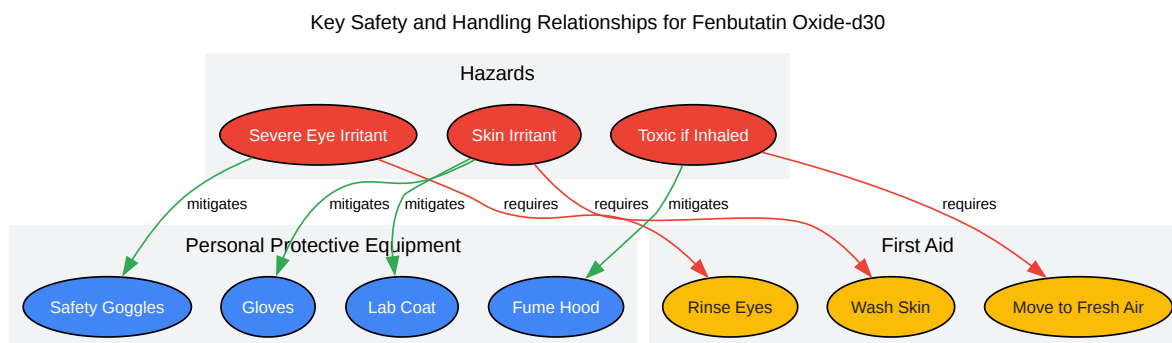 Key Safety and Handling Relationships for Fenbutatin Oxide-d30
Hazards
Severe Eye Irritant
Skin Irritant
Toxic if Inhaled
mitigates
mitigates
mitigates
requires
requires
mitigates
requires
Personal Protective Equipment
First Aid
Safety Goggles
Gloves
Lab Coat
Fume Hood
Rinse Eyes
Wash Skin
Move to Fresh Air